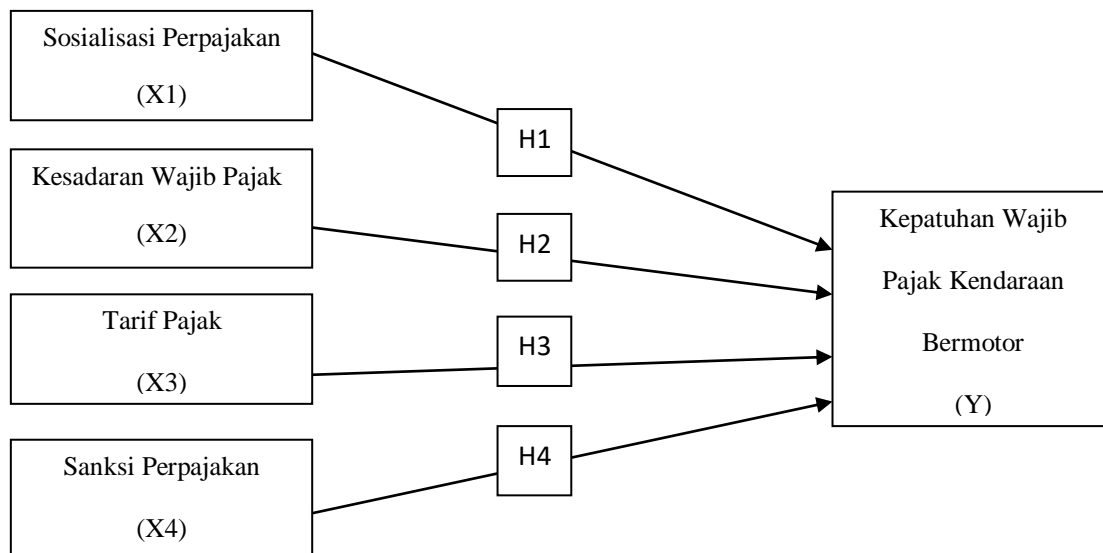 Sosialisasi Perpajakan
(X1)
Kesadaran Wajib Pajak
(X2)
Tarif Pajak
(X3)
Sanksi Perpajakan
(X4)
H1
H2
H3
H4
Kepatuhan Wajib
Pajak Kendaraan
Bermotor
(Y)